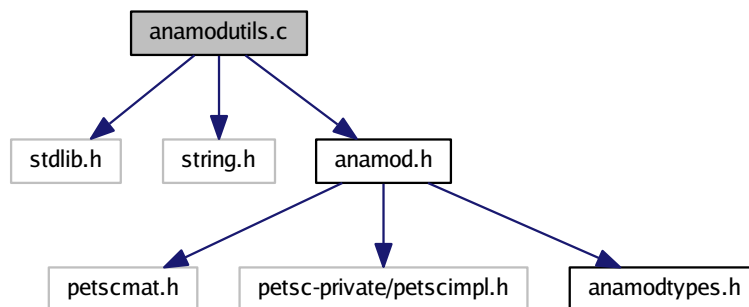 anamodutils.c
stdlib.h
string.h
anamod.h
petscmat.h
petsc-private/petscimpl.h
anamodtypes.h